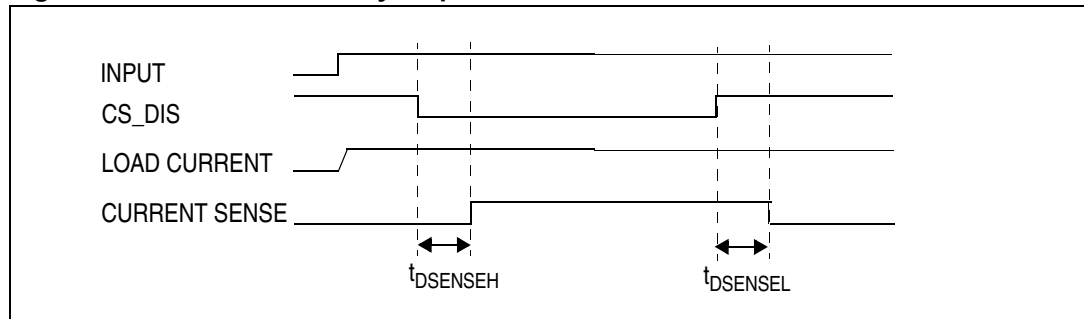 INPUT
CS_DIS
LOAD CURRENT
CURRENT SENSE
tDSENSEH
tDSENSEL